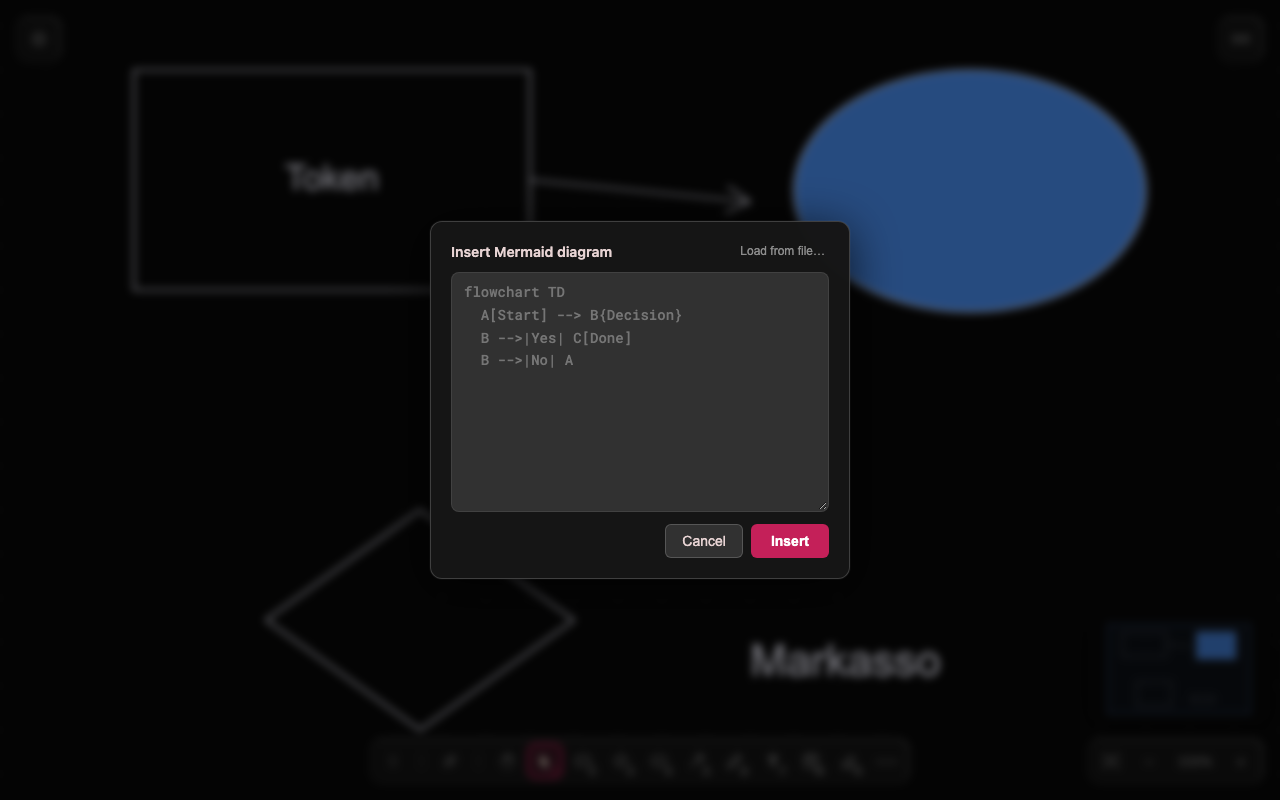 Token
Insert Mermaid diagram
Load from file...
flowchart TD
  A[Start] --> B{Decision}
  B -->|Yes| C[Done]
  B -->|No| A
Cancel
Insert
Markasso